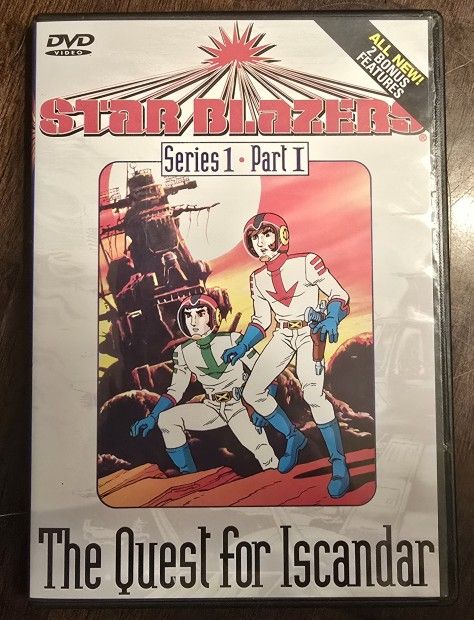 DVD
VIDEO
ALL NEW!
2 BONUS
FEATURES
STAR BLAZERS®
Series 1 · Part I
The Quest for Iscandar